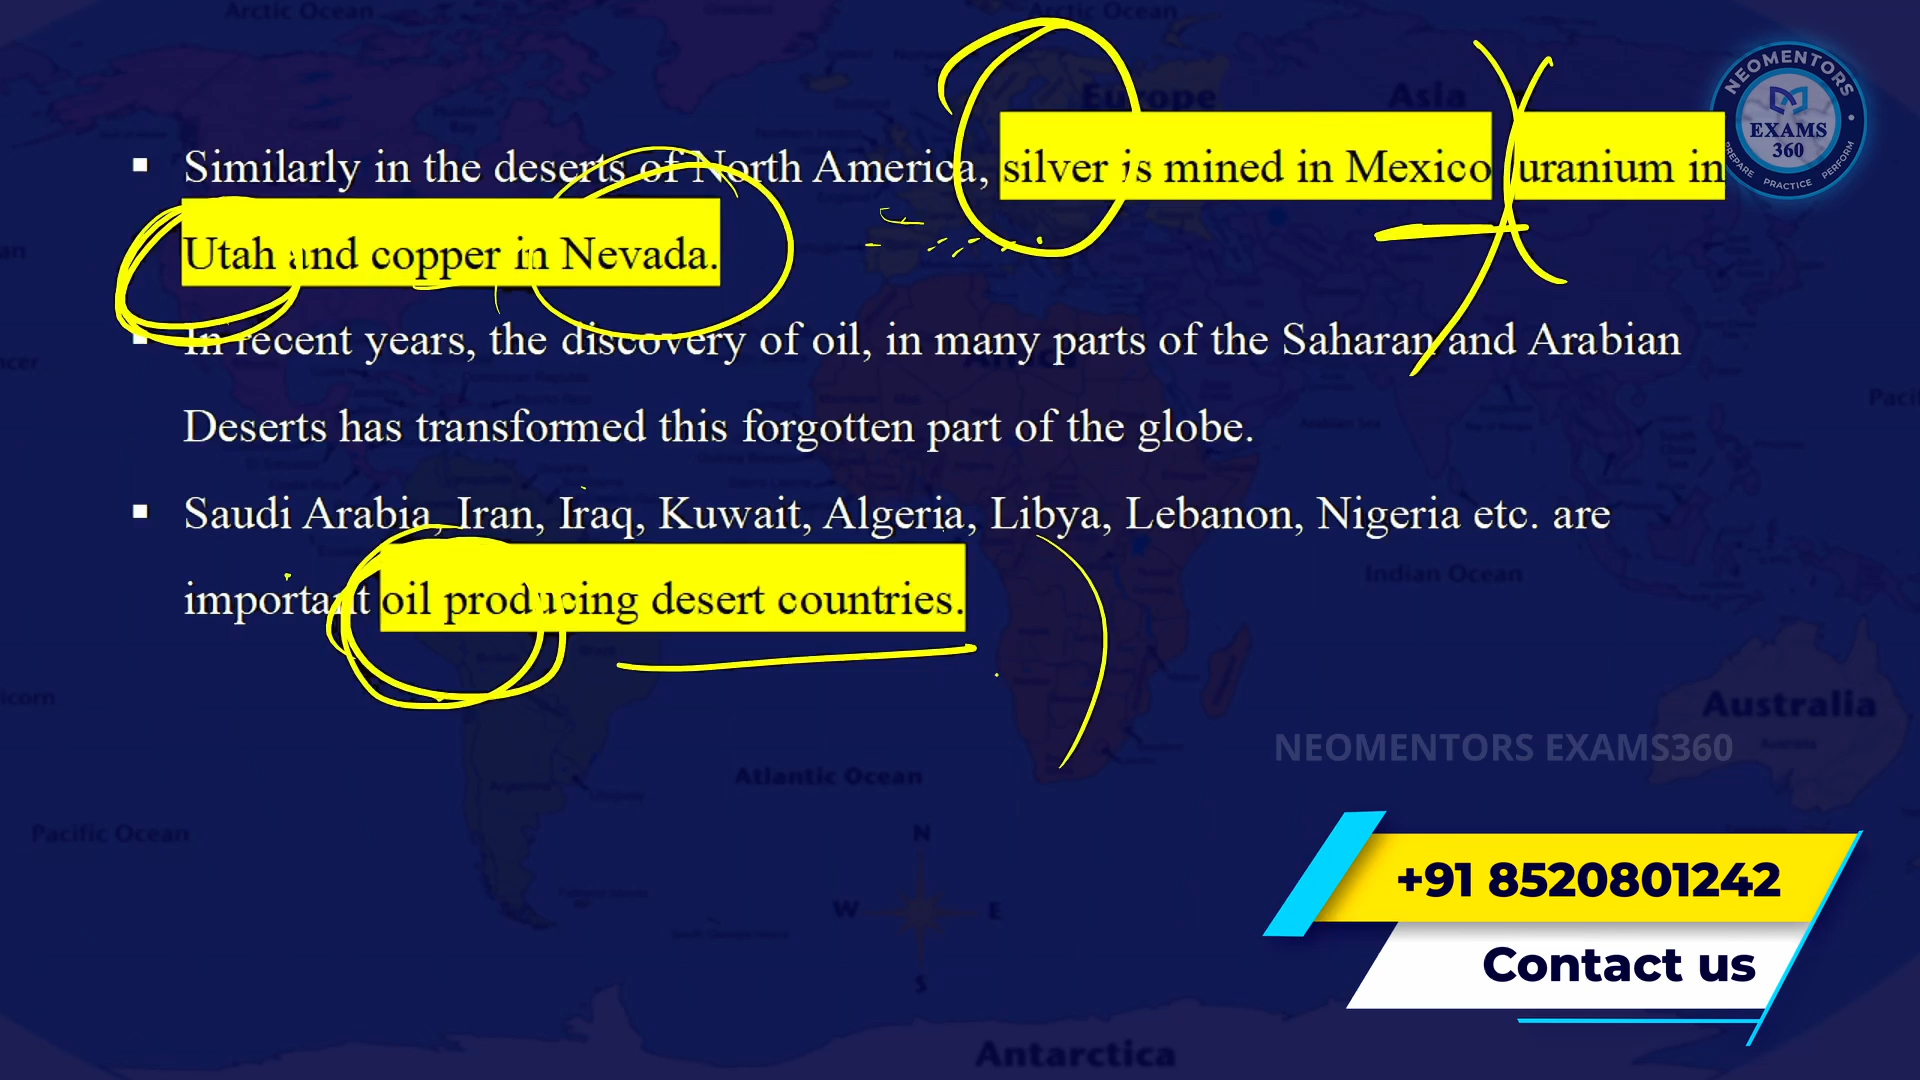 Arctic Ocean
Arctic Ocean
Europe
Asia
NEOMENTORS
EXAMS
360
PREPARE PRACTICE PERFORM
▪ Similarly in the deserts of North America, silver is mined in Mexico, uranium in
Utah and copper in Nevada.
▪ In recent years, the discovery of oil, in many parts of the Saharan and Arabian
Deserts has transformed this forgotten part of the globe.
▪ Saudi Arabia, Iran, Iraq, Kuwait, Algeria, Libya, Lebanon, Nigeria etc. are
important oil producing desert countries.
Indian Ocean
Australia
NEOMENTORS EXAMS360
Atlantic Ocean
Pacific Ocean
N
W E
S
+91 8520801242
Contact us
Antarctica